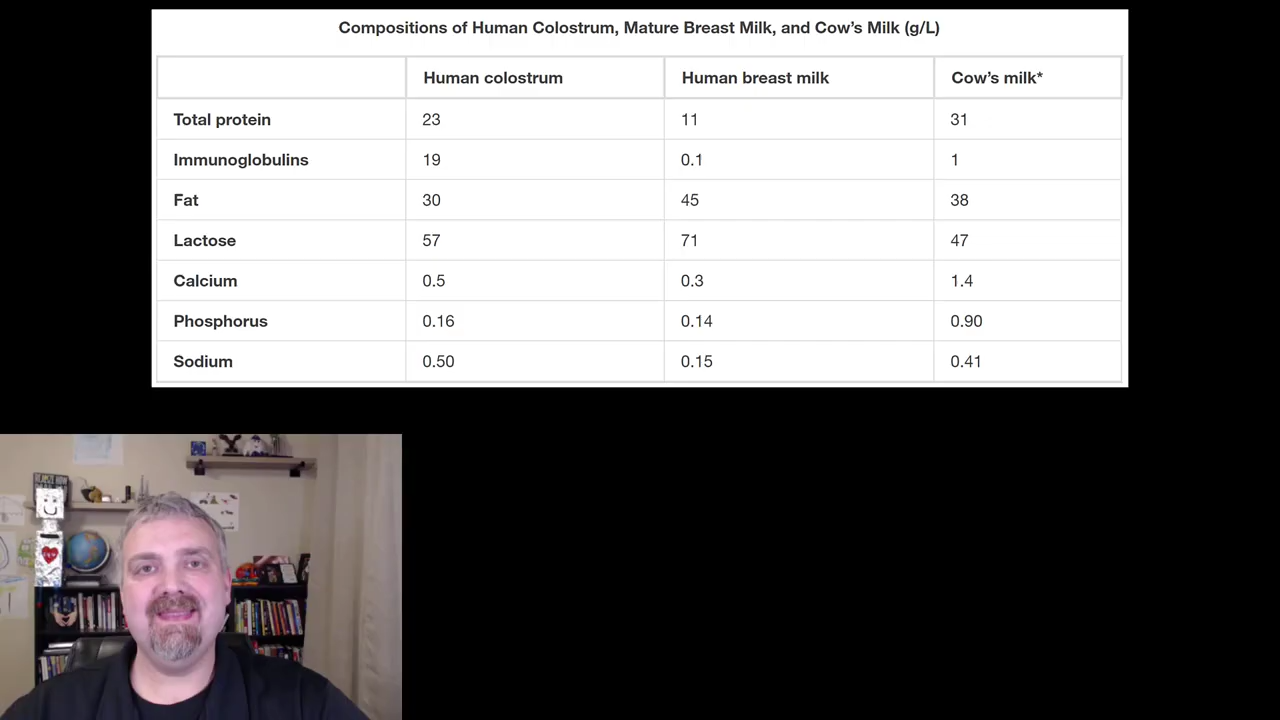 Compositions of Human Colostrum, Mature Breast Milk, and Cow's Milk (g/L)
Human colostrum Human breast milk Cow's milk*
Total protein 23 11 31
Immunoglobulins 19 0.1 1
Fat 30 45 38
Lactose 57 71 47
Calcium 0.5 0.3 1.4
Phosphorus 0.16 0.14 0.90
Sodium 0.50 0.15 0.41